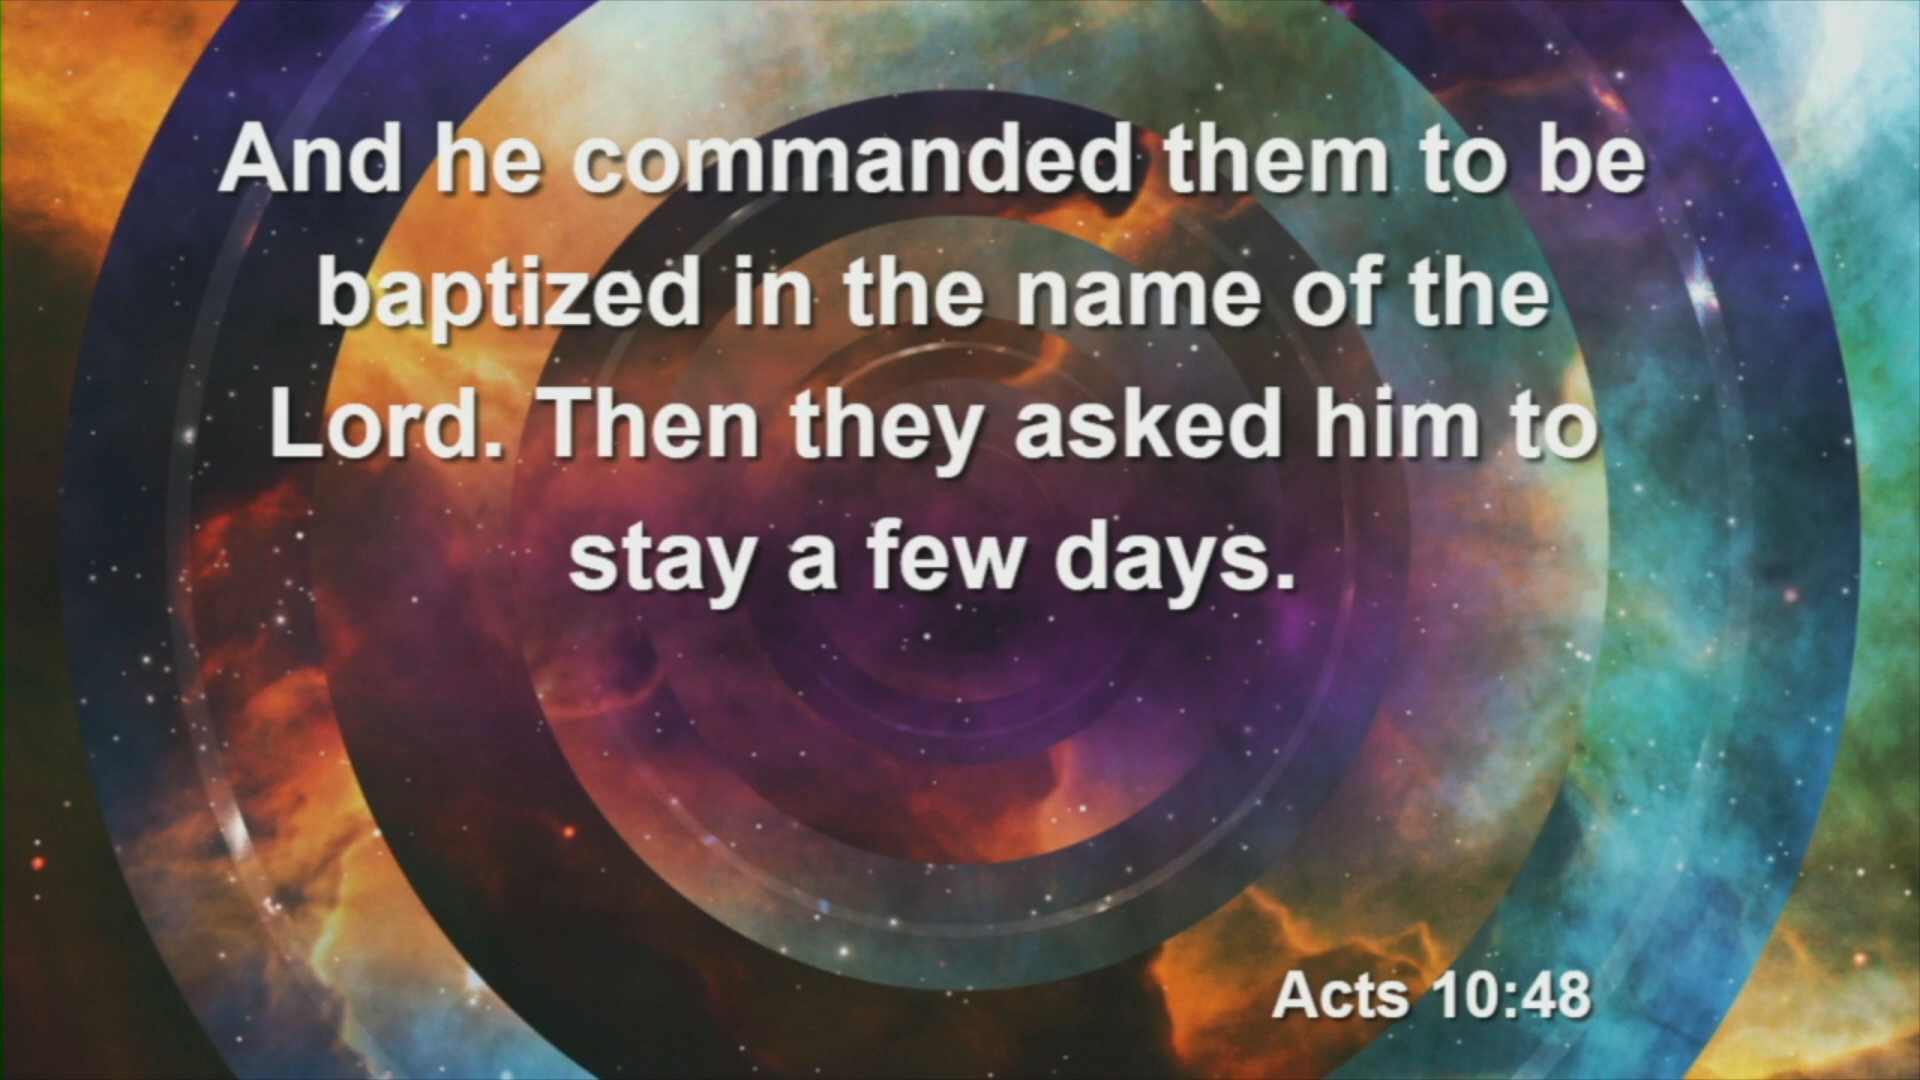 And he commanded them to be
baptized in the name of the
Lord. Then they asked him to
stay a few days.
Acts 10:48